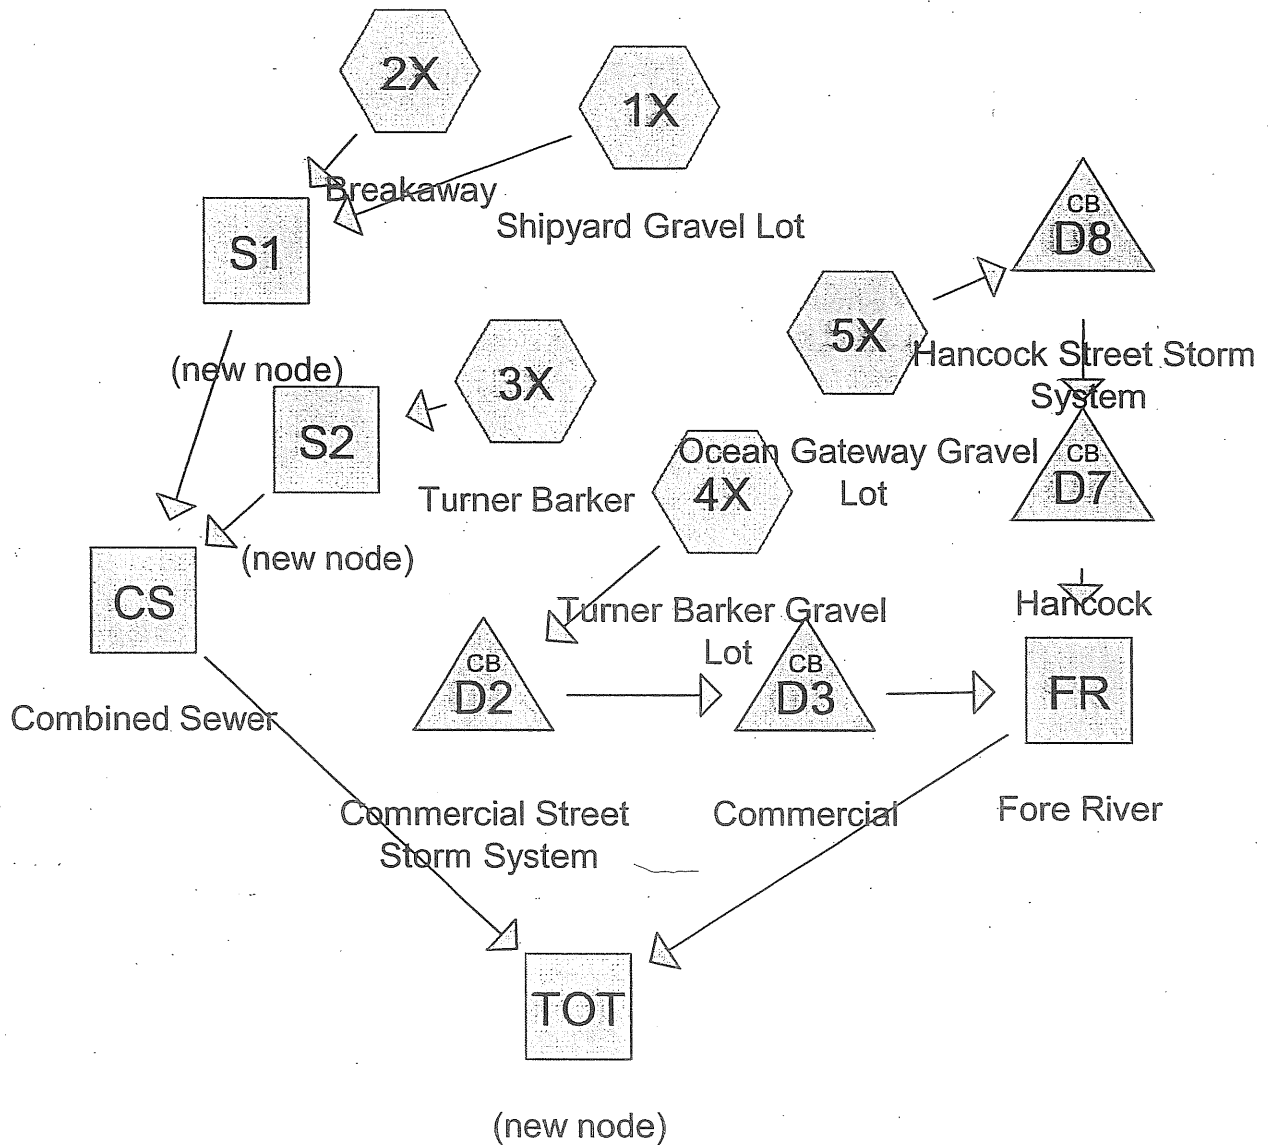 2X
1X
Breakaway
Shipyard Gravel Lot
CB
D8
S1
5X
Hancock Street Storm
System
(new node)
3X
S2
Ocean Gateway Gravel
Lot
CB
D7
Turner Barker
4X
(new node)
CS
Turner Barker Gravel
Lot
Hancock
CB
D2
CB
D3
FR
Combined Sewer
Commercial Street
Storm System
Commercial
Fore River
TOT
(new node)